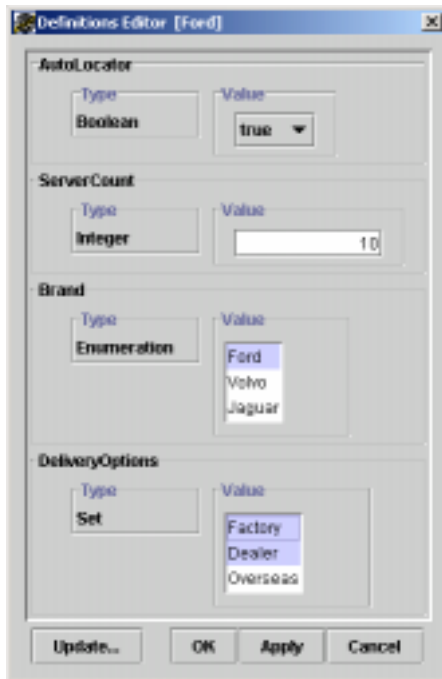 Definitions Editor [Ford]
AutoLocator
Type Value
Boolean true
ServerCount
Type Value
Integer 10
Brand
Type Value
Enumeration Ford
Volvo
Jaguar
DeliveryOptions
Type Value
Set Factory
Dealer
Overseas
Update... OK Apply Cancel